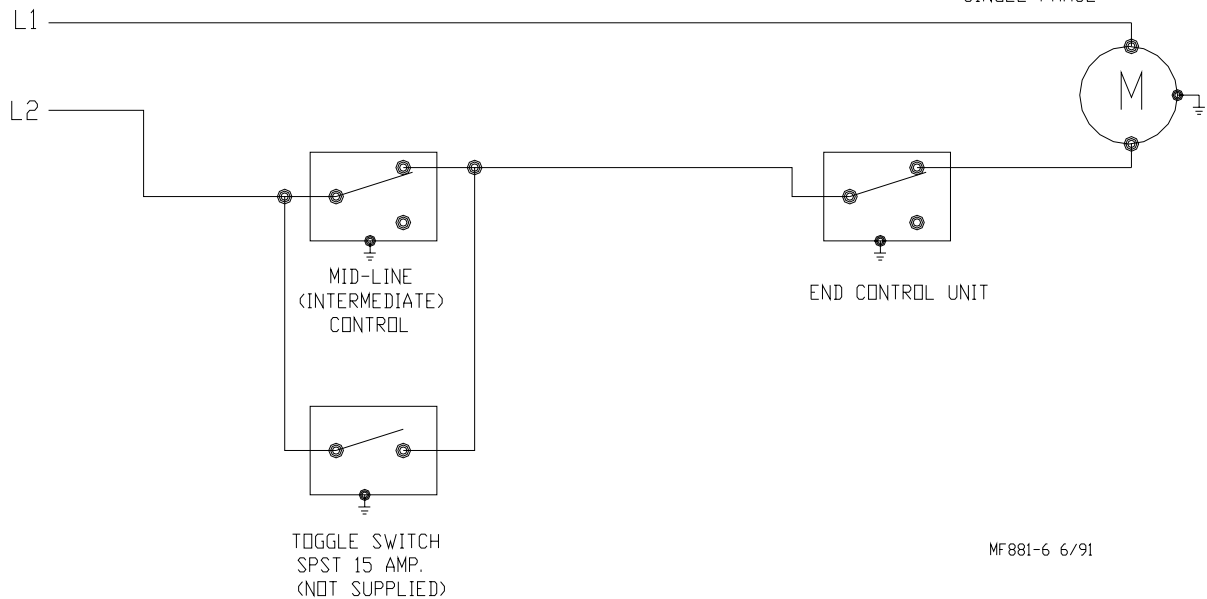 SINGLE PHASE
L1
M
L2
MID-LINE
(INTERMEDIATE)
CONTROL
END CONTROL UNIT
TOGGLE SWITCH
SPST 15 AMP.
(NOT SUPPLIED)
MF881-6 6/91